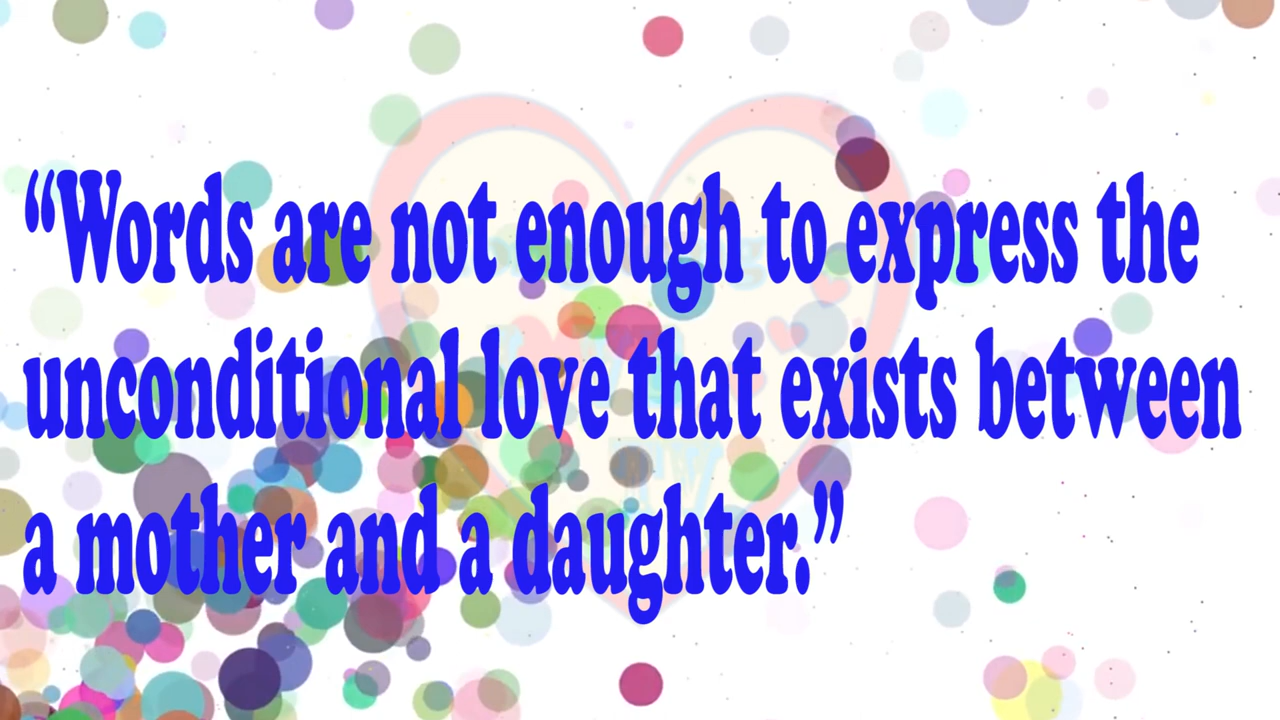 “Words are not enough to express the
unconditional love that exists between
a mother and a daughter.”